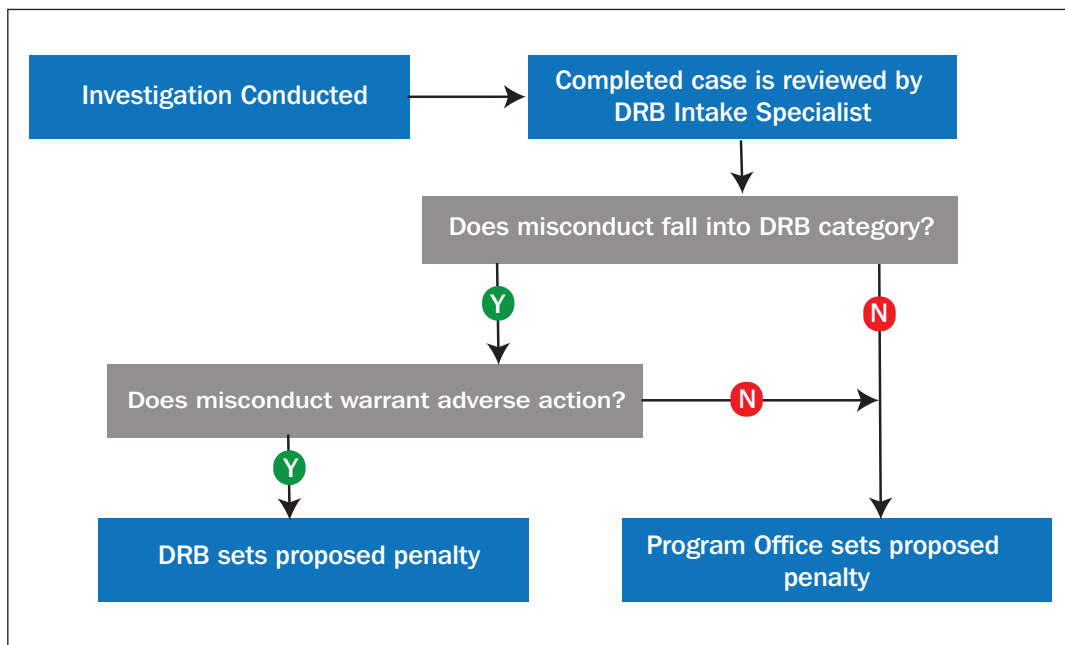 Investigation Conducted
Completed case is reviewed by
DRB Intake Specialist
Does misconduct fall into DRB category?
Y
N
Does misconduct warrant adverse action?
N
Y
DRB sets proposed penalty
Program Office sets proposed
penalty